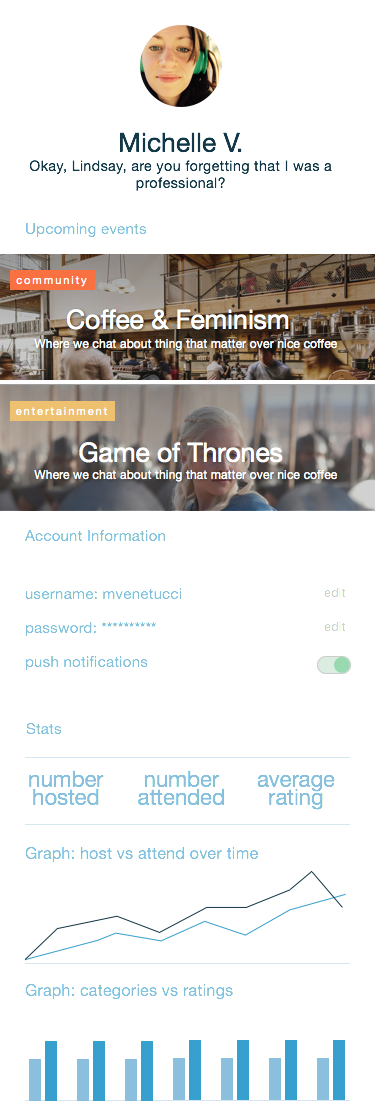 Michelle V.
Okay, Lindsay, are you forgetting that I was a
professional?
Upcoming events
community
Coffee & Feminism
Where we chat about thing that matter over nice coffee
entertainment
Game of Thrones
Where we chat about thing that matter over nice coffee
Account Information
username: mvenetucci edit
password: ********** edit
push notifications
Stats
number number average
hosted attended rating
Graph: host vs attend over time
Graph: categories vs ratings